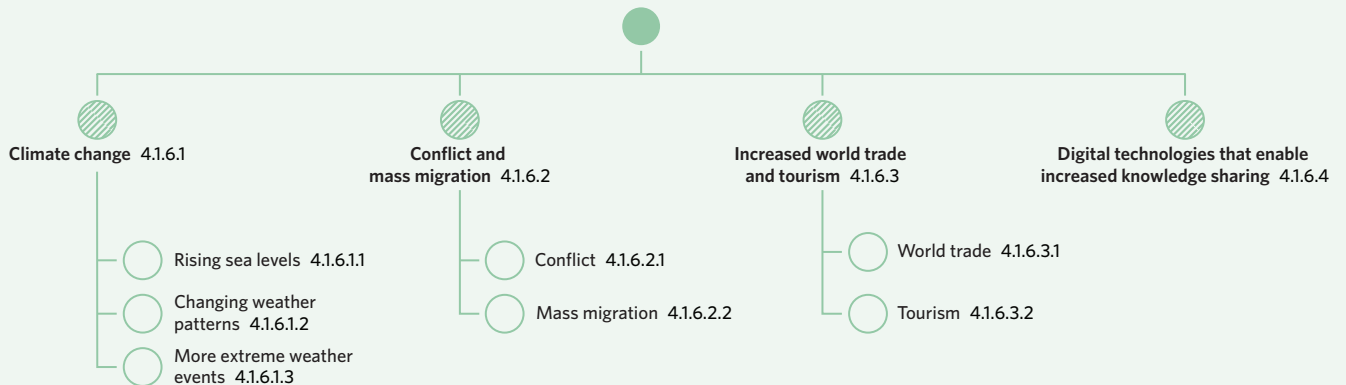 Climate change 4.1.6.1
Conflict and
mass migration 4.1.6.2
Increased world trade
and tourism 4.1.6.3
Digital technologies that enable
increased knowledge sharing 4.1.6.4
Rising sea levels 4.1.6.1.1
Changing weather
patterns 4.1.6.1.2
More extreme weather
events 4.1.6.1.3
Conflict 4.1.6.2.1
Mass migration 4.1.6.2.2
World trade 4.1.6.3.1
Tourism 4.1.6.3.2